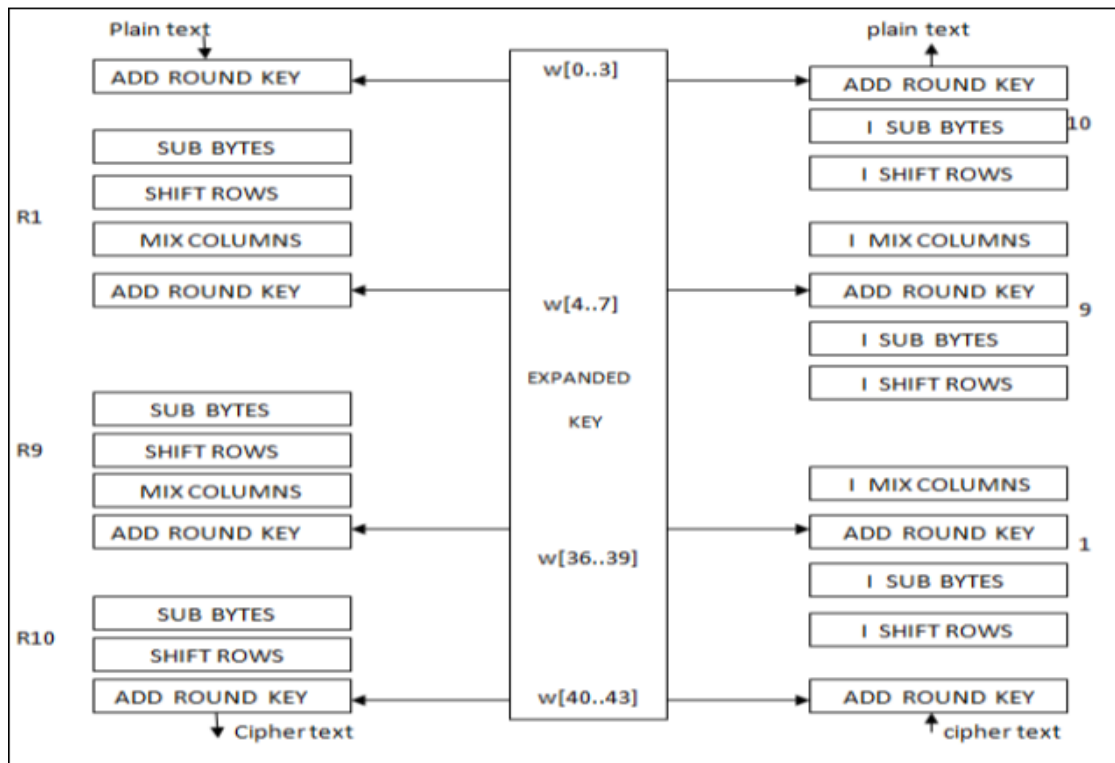 Plain text
ADD ROUND KEY
SUB BYTES
SHIFT ROWS
R1
MIX COLUMNS
ADD ROUND KEY
SUB BYTES
R9
SHIFT ROWS
MIX COLUMNS
ADD ROUND KEY
SUB BYTES
R10
SHIFT ROWS
ADD ROUND KEY
Cipher text
w[0..3]
w[4..7]
EXPANDED
KEY
w[36..39]
w[40..43]
plain text
ADD ROUND KEY
I SUB BYTES
10
I SHIFT ROWS
I MIX COLUMNS
ADD ROUND KEY
9
I SUB BYTES
I SHIFT ROWS
I MIX COLUMNS
ADD ROUND KEY
1
I SUB BYTES
I SHIFT ROWS
ADD ROUND KEY
cipher text